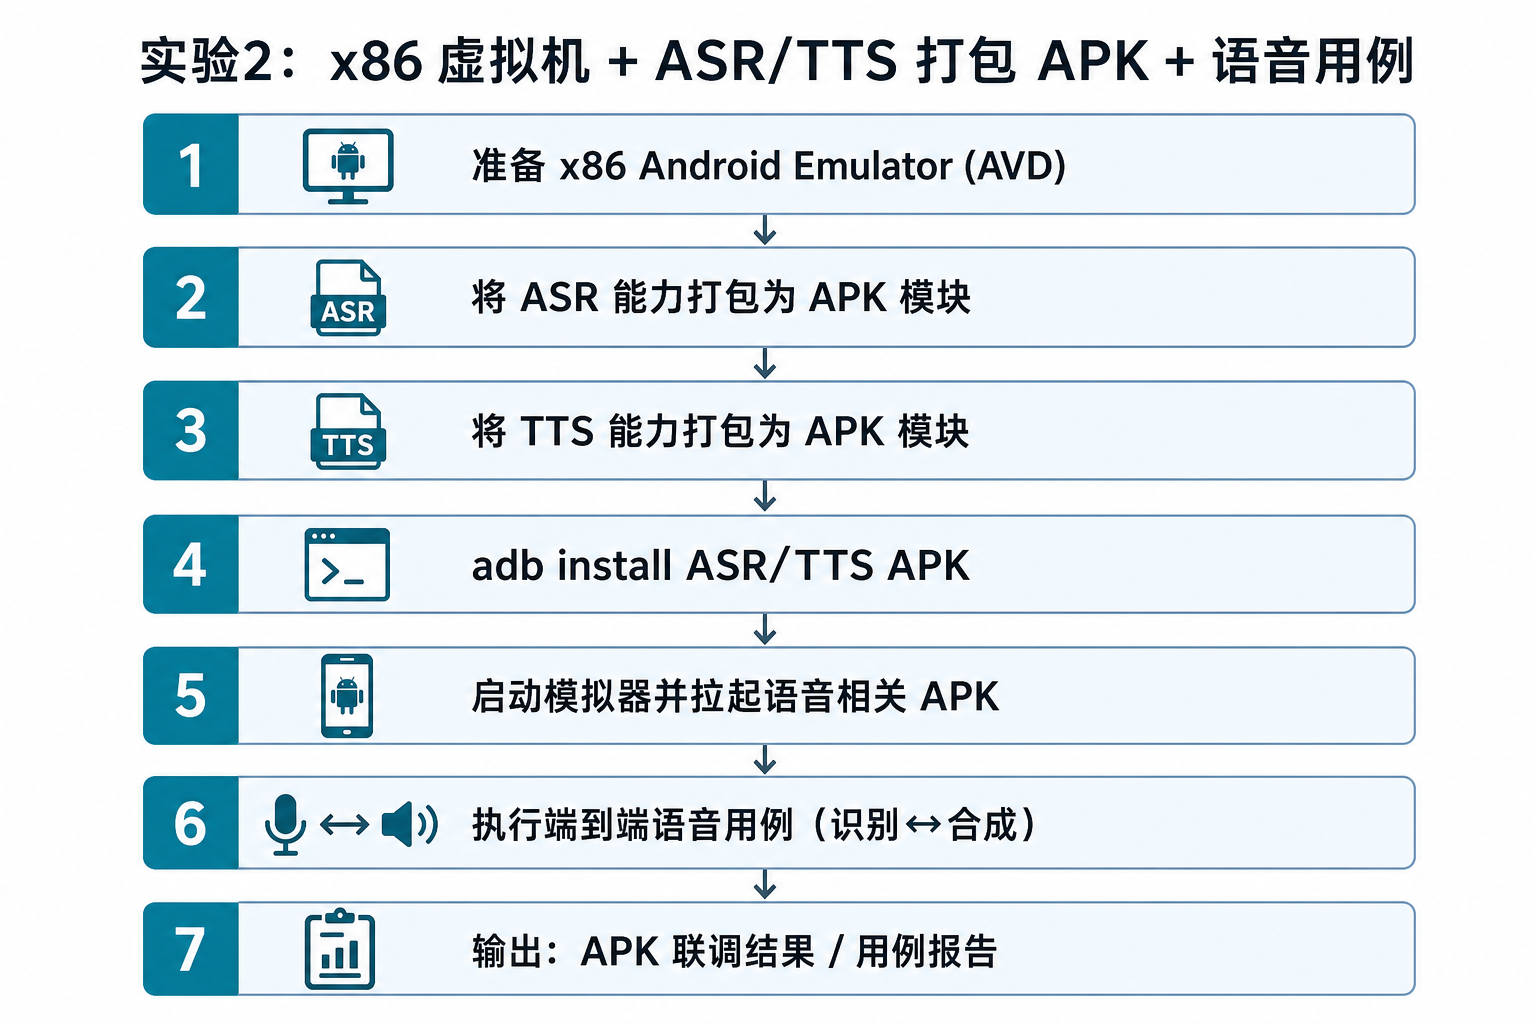 实验2：x86 虚拟机 + ASR/TTS 打包 APK + 语音用例
1
准备 x86 Android Emulator (AVD)
2
ASR
将 ASR 能力打包为 APK 模块
3
TTS
将 TTS 能力打包为 APK 模块
4
>_
adb install ASR/TTS APK
5
启动模拟器并拉起语音相关 APK
6
执行端到端语音用例（识别↔合成）
7
输出：APK 联调结果 / 用例报告